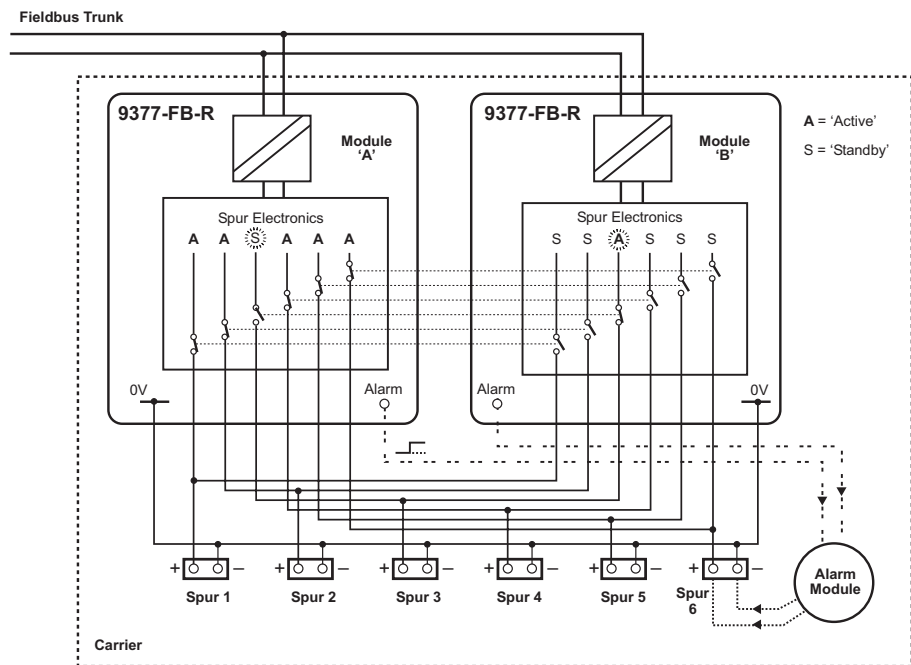 Fieldbus Trunk
9377-FB-R
Module
‘A’
9377-FB-R
Module
‘B’
A = ‘Active’
S = ‘Standby’
Spur Electronics
A A S A A A
Spur Electronics
S S A S S S
0V
Alarm
Alarm
0V
+ –
+ –
+ –
+ –
+ –
+ –
Spur 1
Spur 2
Spur 3
Spur 4
Spur 5
Spur
6
Alarm
Module
Carrier